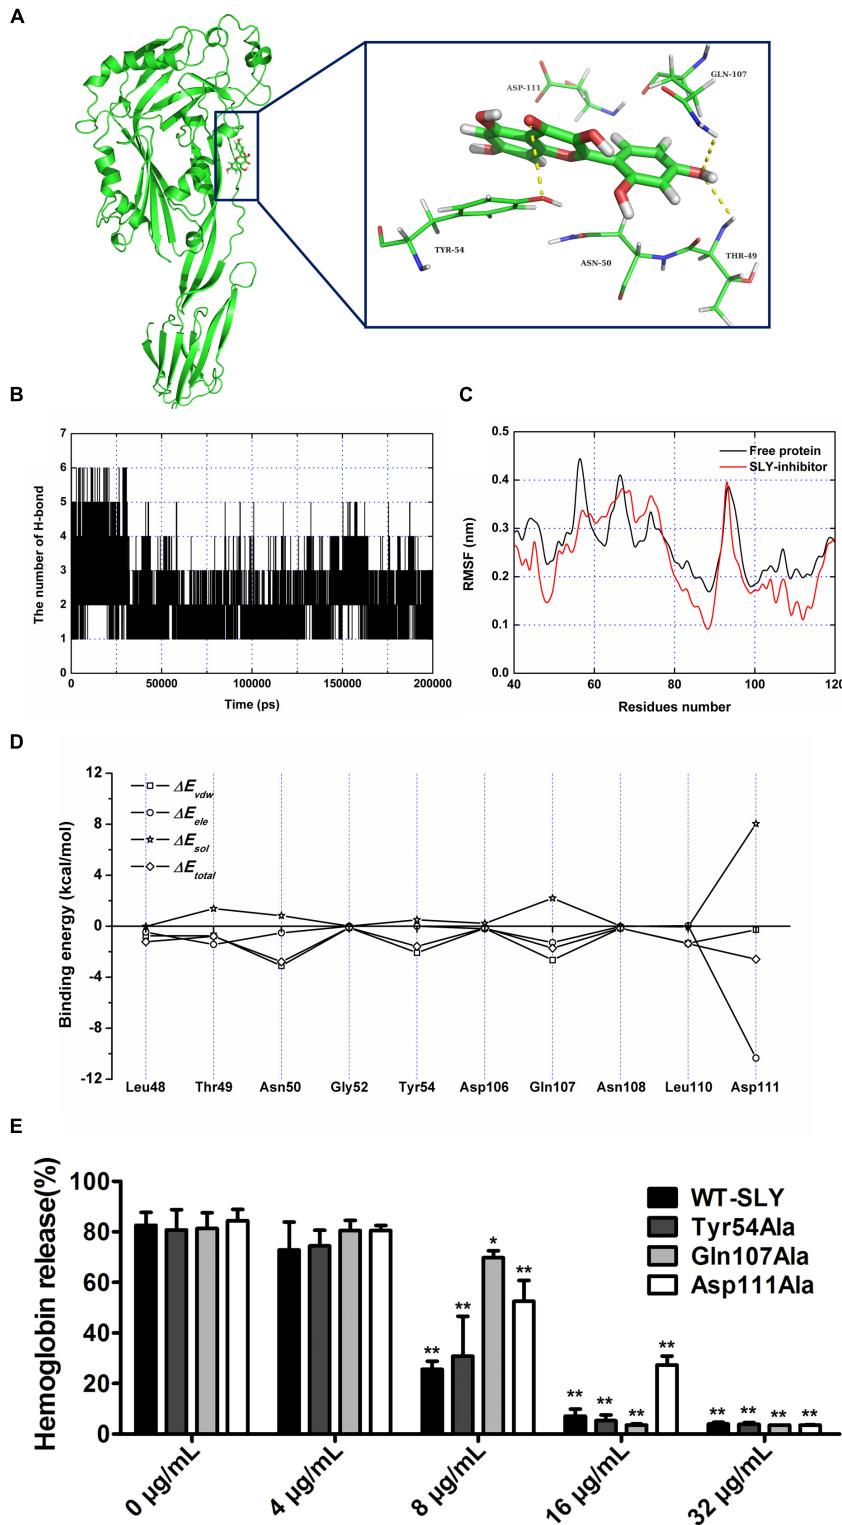 A
ASP-111
GLN-107
TYR-54
ASN-50
THR-49
B
7
6
5
4
3
2
1
0
The number of H-bond
0 50000 100000 150000 200000
Time (ps)
C
0.5
0.4
0.3
0.2
0.1
0.0
RMSF (nm)
Free protein
SLY-inhibitor
40 60 80 100 120
Residues number
D
12
8
4
0
-4
-8
-12
Binding energy (kcal/mol)
ΔEvdw
ΔEele
ΔEsol
ΔEtotal
Leu48 Thr49 Asn50 Gly52 Tyr54 Asp106 Gln107 Asn108 Leu110 Asp111
E
100
80
60
40
20
0
Hemoglobin release(%)
WT-SLY
Tyr54Ala
Gln107Ala
Asp111Ala
** ** * **
** ** ** **
** ** ** **
0 µg/mL 4 µg/mL 8 µg/mL 16 µg/mL 32 µg/mL